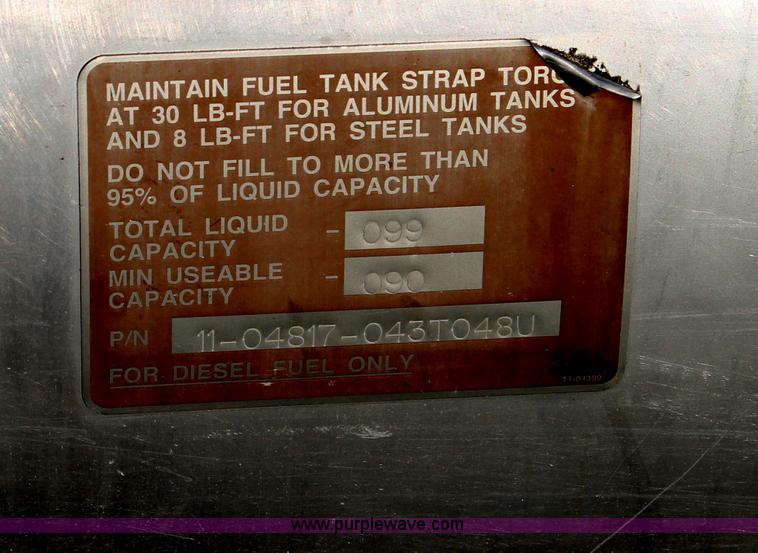 MAINTAIN FUEL TANK STRAP TORQ
AT 30 LB-FT FOR ALUMINUM TANKS
AND 8 LB-FT FOR STEEL TANKS
DO NOT FILL TO MORE THAN
95% OF LIQUID CAPACITY
TOTAL LIQUID
CAPACITY
- 099
MIN USEABLE
CAPACITY
- 090
P/N 11-04817-043T048U
FOR DIESEL FUEL ONLY
11-04399
www.purplewave.com